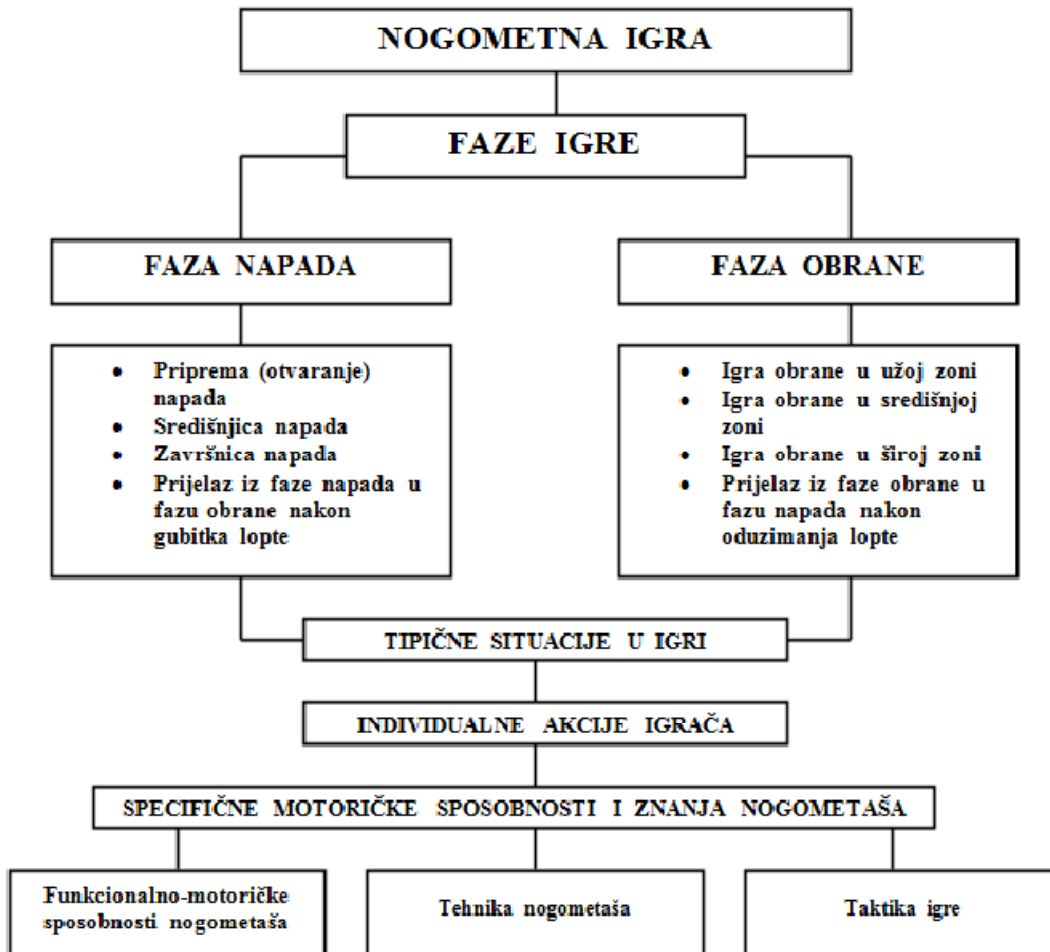 NOGOMETNA IGRA
FAZE IGRE
FAZA NAPADA
FAZA OBRANE
• Priprema (otvaranje)
napada
• Središnjica napada
• Završnica napada
• Prijelaz iz faze napada u
fazu obrane nakon
gubitka lopte
• Igra obrane u užoj zoni
• Igra obrane u središnjoj
zoni
• Igra obrane u široj zoni
• Prijelaz iz faze obrane u
fazu napada nakon
oduzimanja lopte
TIPIČNE SITUACIJE U IGRI
INDIVIDUALNE AKCIJE IGRAČA
SPECIFIČNE MOTORIČKE SPOSOBNOSTI I ZNANJA NOGOMETAŠA
Funkcionalno-motoričke
sposobnosti nogometaša
Tehnika nogometaša
Taktika igre